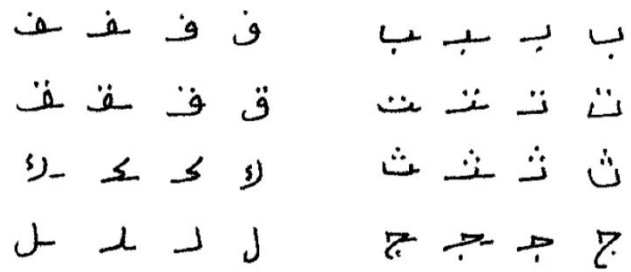 ب بـ ـبـ ـب
ت تـ ـتـ ـت
ث ثـ ـثـ ـث
ج جـ ـجـ ـج
ف فـ ـفـ ـف
ق قـ ـقـ ـق
ك كـ ـكـ ـك
ل لـ ـلـ ـل